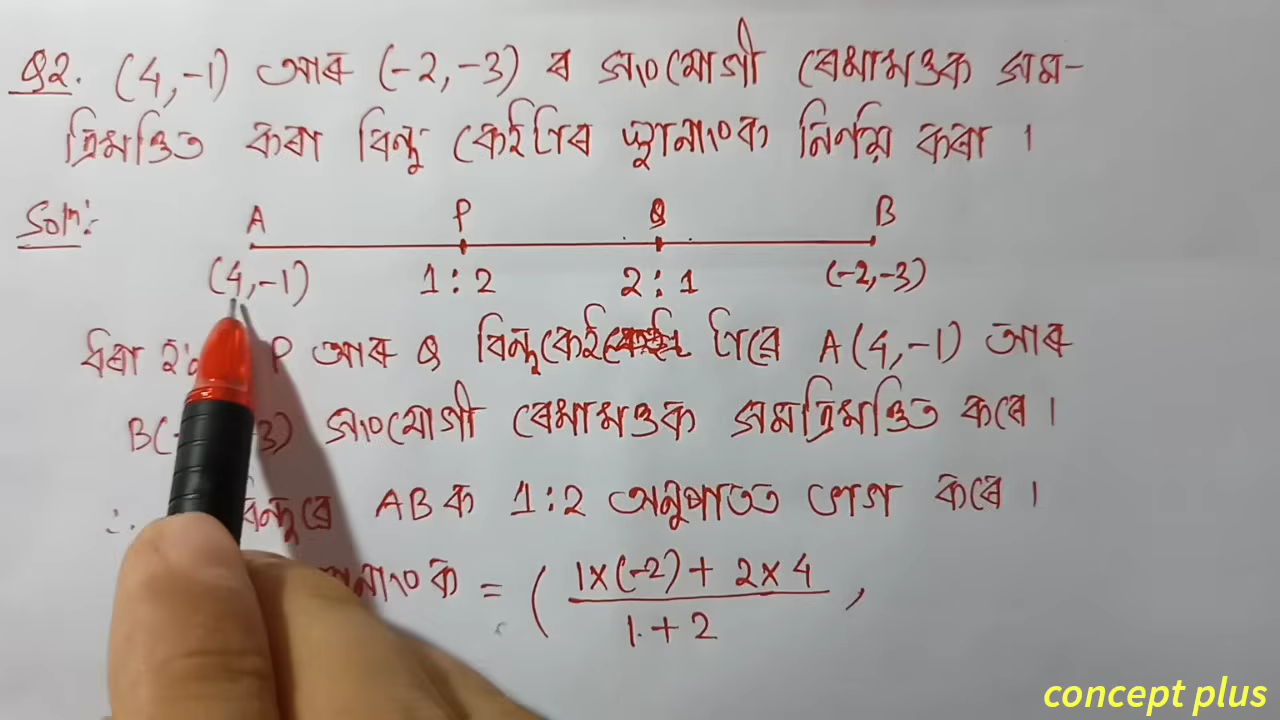 Q2. (4,-1) আৰু (-2,-3) ৰ সংযোগী ৰেখাখণ্ডক সম-
ত্ৰিখণ্ডিত কৰা বিন্দু কেইটাৰ স্থানাংক নিৰ্ণয় কৰা ।
Solⁿ:
A P Q B
(4,-1) 1:2 2:1 (-2,-3)
ধৰা P আৰু Q বিন্দুকেই টোৱে A(4,-1) আৰু
B( 3) সংযোগী ৰেখাখণ্ডক সমত্ৰিখণ্ডিত কৰে ।
∴ বিন্দুৱে AB ক 1:2 অনুপাতত ভাগ কৰে ।
= ( 1×(-2) + 2×4 ,
1+2
concept plus